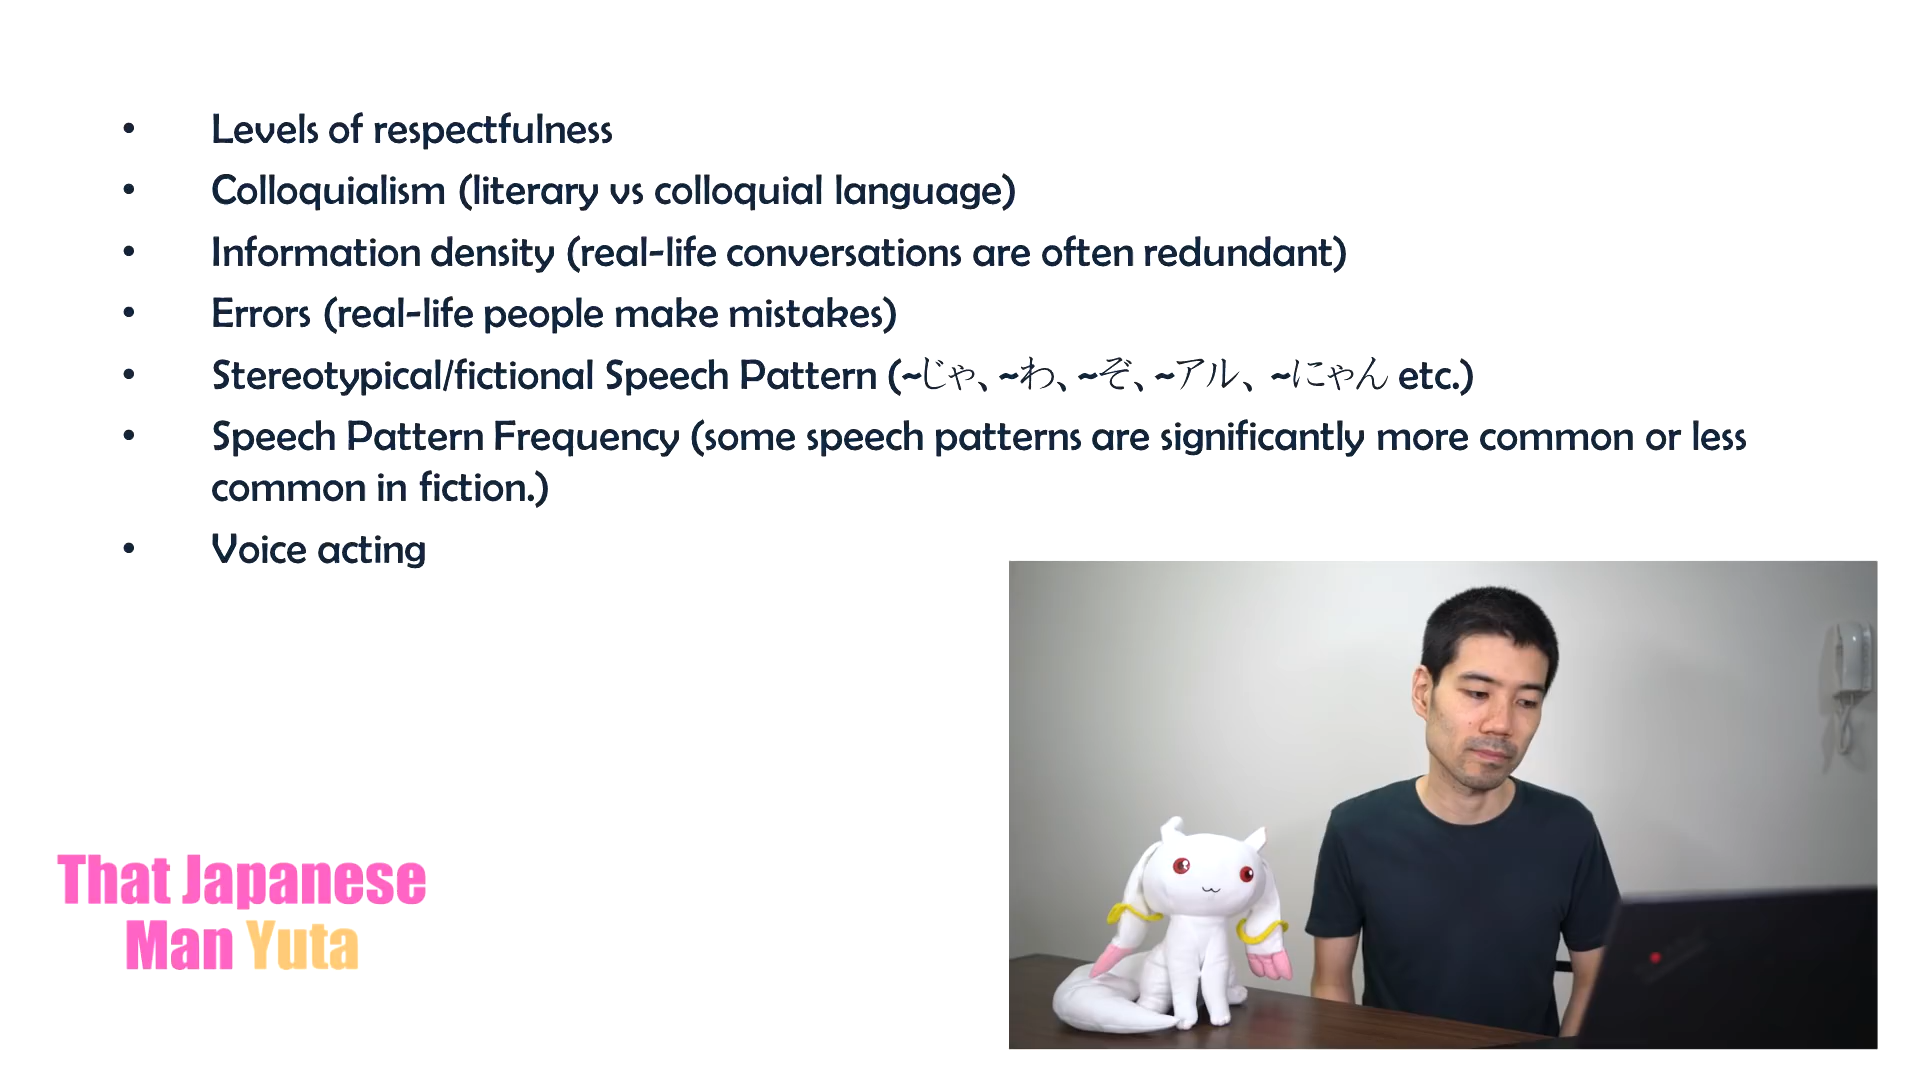 • Levels of respectfulness
• Colloquialism (literary vs colloquial language)
• Information density (real-life conversations are often redundant)
• Errors (real-life people make mistakes)
• Stereotypical/fictional Speech Pattern (~じゃ、~わ、~ぞ、~アル、~にゃん etc.)
• Speech Pattern Frequency (some speech patterns are significantly more common or less
common in fiction.)
• Voice acting
That Japanese
Man Yuta